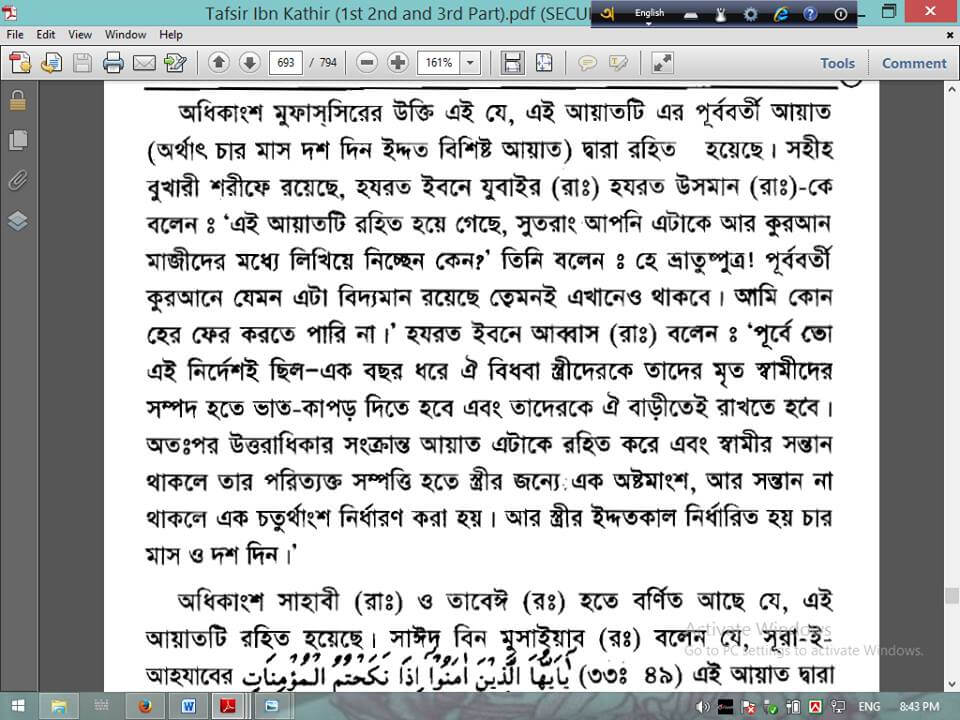 Tafsir Ibn Kathir (1st 2nd and 3rd Part).pdf (SECU
English
File Edit View Window Help
693 / 794 161% Tools Comment
অধিকাংশ মুফাস্সিরের উক্তি এই যে, এই আয়াতটি এর পূর্ববর্তী আয়াত
(অর্থাৎ চার মাস দশ দিন ইদ্দত বিশিষ্ট আয়াত) দ্বারা রহিত হয়েছে। সহীহ
বুখারী শরীফে রয়েছে, হযরত ইবনে যুবাইর (রাঃ) হযরত উসমান (রাঃ)-কে
বলেন ঃ ‘এই আয়াতটি রহিত হয়ে গেছে, সুতরাং আপনি এটাকে আর কুরআন
মাজীদের মধ্যে লিখিয়ে নিচ্ছেন কেন?’ তিনি বলেন ঃ হে ভ্রাতুষ্পুত্র! পূর্ববর্তী
কুরআনে যেমন এটা বিদ্যমান রয়েছে তেমনই এখানেও থাকবে। আমি কোন
হের ফের করতে পারি না।’ হযরত ইবনে আব্বাস (রাঃ) বলেন ঃ ‘পূর্বে তো
এই নির্দেশই ছিল–এক বছর ধরে ঐ বিধবা স্ত্রীদেরকে তাদের মৃত স্বামীদের
সম্পদ হতে ভাত-কাপড় দিতে হবে এবং তাদেরকে ঐ বাড়ীতেই রাখতে হবে।
অতঃপর উত্তরাধিকার সংক্রান্ত আয়াত এটাকে রহিত করে এবং স্বামীর সন্তান
থাকলে তার পরিত্যক্ত সম্পত্তি হতে স্ত্রীর জন্যে এক অষ্টমাংশ, আর সন্তান না
থাকলে এক চতুর্থাংশ নির্ধারণ করা হয়। আর স্ত্রীর ইদ্দতকাল নির্ধারিত হয় চার
মাস ও দশ দিন।’
অধিকাংশ সাহাবী (রাঃ) ও তাবেঈ (রঃ) হতে বর্ণিত আছে যে, এই
আয়াতটি রহিত হয়েছে। সাঈদ বিন মুসাইয়াব (রঃ) বলেন যে, সূরা-ই-
আহযাবের يٰاَيُّهَا الَّذِيْنَ اٰمَنُوْا اِذَا نَكَحْتُمُ الْمُؤْمِنَاتِ (৩৩ঃ ৪৯) এই আয়াত দ্বারা
Activate Windows
Go to PC settings to activate Windows.
ENG 8:43 PM